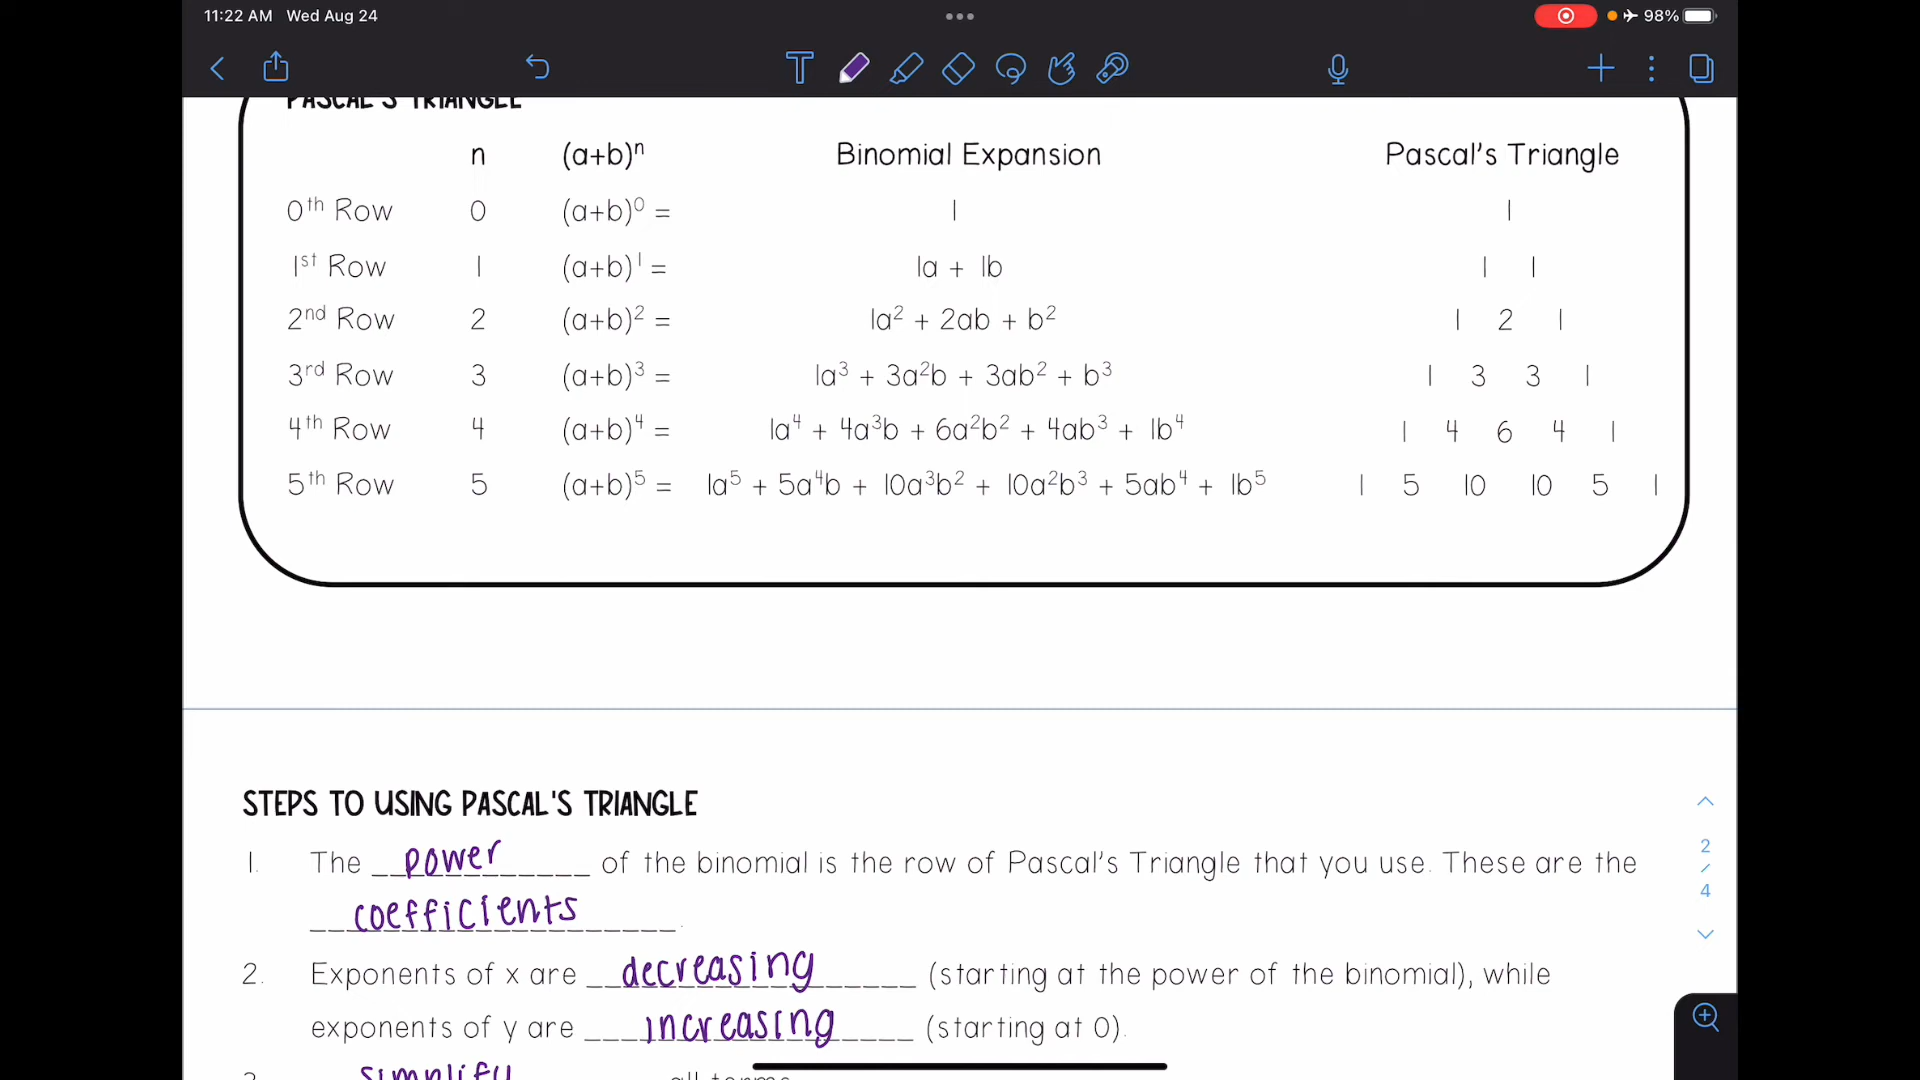 11:22 AM Wed Aug 24
98%
PASCAL'S TRIANGLE
n (a+b)ⁿ Binomial Expansion Pascal's Triangle
0ᵗʰ Row 0 (a+b)⁰ = 1 1
1ˢᵗ Row 1 (a+b)¹ = 1a + 1b 1 1
2ⁿᵈ Row 2 (a+b)² = 1a² + 2ab + b² 1 2 1
3ʳᵈ Row 3 (a+b)³ = 1a³ + 3a²b + 3ab² + b³ 1 3 3 1
4ᵗʰ Row 4 (a+b)⁴ = 1a⁴ + 4a³b + 6a²b² + 4ab³ + 1b⁴ 1 4 6 4 1
5ᵗʰ Row 5 (a+b)⁵ = 1a⁵ + 5a⁴b + 10a³b² + 10a²b³ + 5ab⁴ + 1b⁵ 1 5 10 10 5 1
STEPS TO USING PASCAL'S TRIANGLE
1. The power of the binomial is the row of Pascal's Triangle that you use. These are the
coefficients.
2. Exponents of x are decreasing (starting at the power of the binomial), while
exponents of y are increasing (starting at 0).
3. simplify all terms
2/4